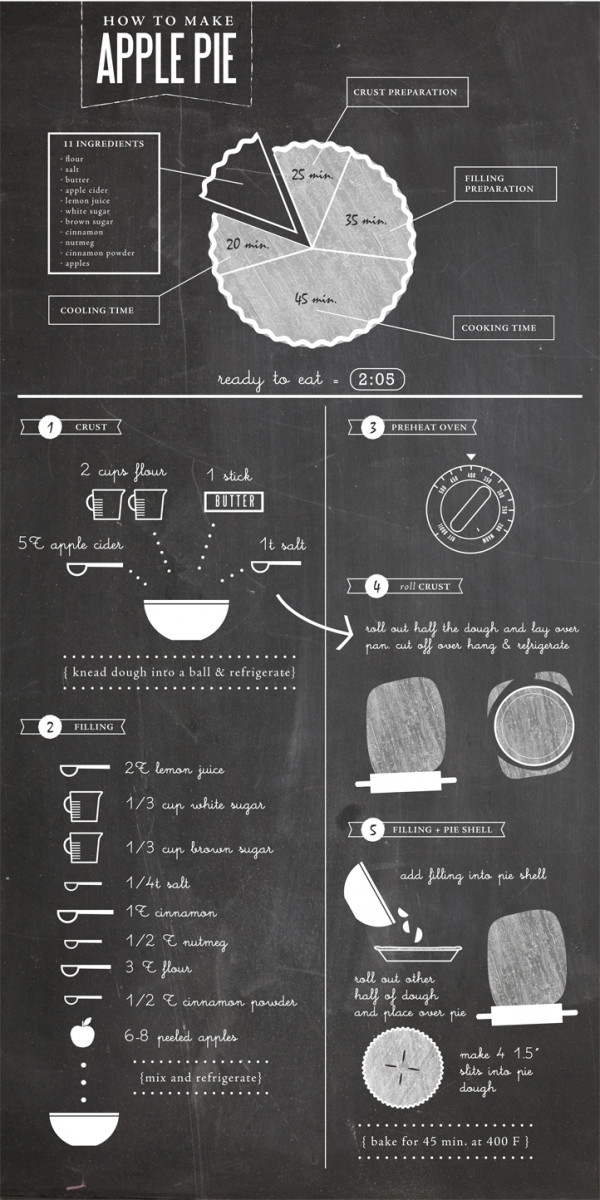 HOW TO MAKE
APPLE PIE
CRUST PREPARATION
11 INGREDIENTS
· flour
· salt
· butter
· apple cider
· lemon juice
· white sugar
· brown sugar
· cinnamon
· nutmeg
· cinnamon powder
· apples
25 min.
FILLING
PREPARATION
35 min.
20 min.
45 min.
COOLING TIME
COOKING TIME
ready to eat = 2:05
1 CRUST
2 cups flour
1 stick
BUTTER
5T apple cider
1t salt
{ knead dough into a ball & refrigerate}
2 FILLING
2T lemon juice
1/3 cup white sugar
1/3 cup brown sugar
1/4t salt
1T cinnamon
1/2 T nutmeg
3 T flour
1/2 T cinnamon powder
6-8 peeled apples
{mix and refrigerate}
3 PREHEAT OVEN
4 roll CRUST
roll out half the dough and lay over
pan. cut off over hang & refrigerate
5 FILLING + PIE SHELL
add filling into pie shell
roll out other
half of dough
and place over pie
make 4 1.5"
slits into pie
dough
{ bake for 45 min. at 400 F }